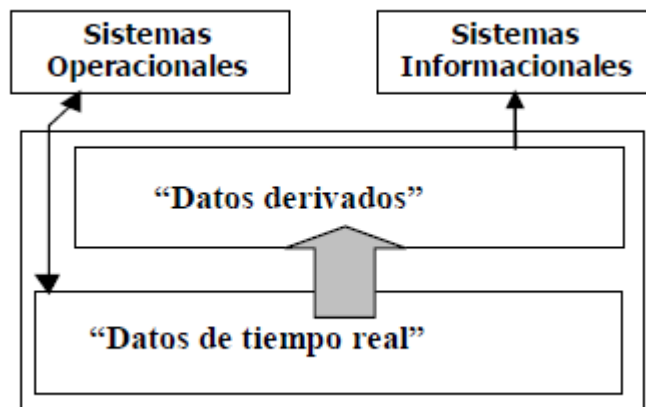 Sistemas
Operacionales
Sistemas
Informacionales
“Datos derivados”
“Datos de tiempo real”